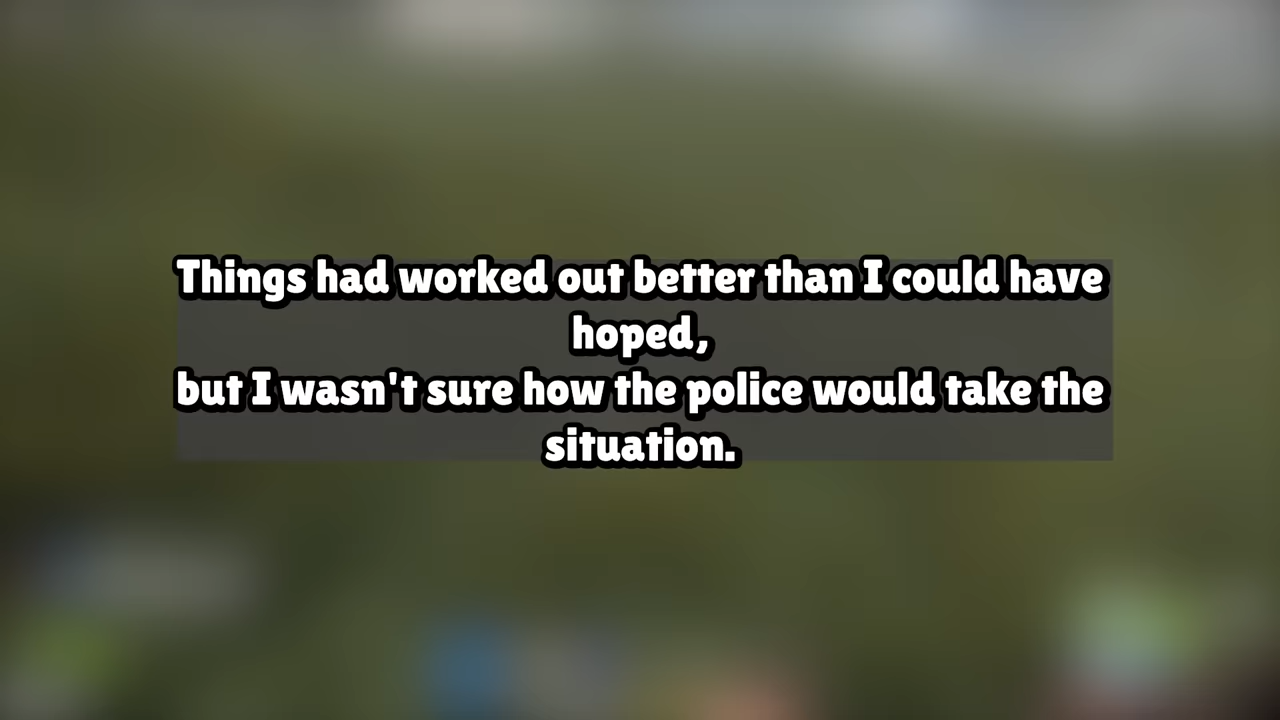 Things had worked out better than I could have
hoped,
but I wasn't sure how the police would take the
situation.